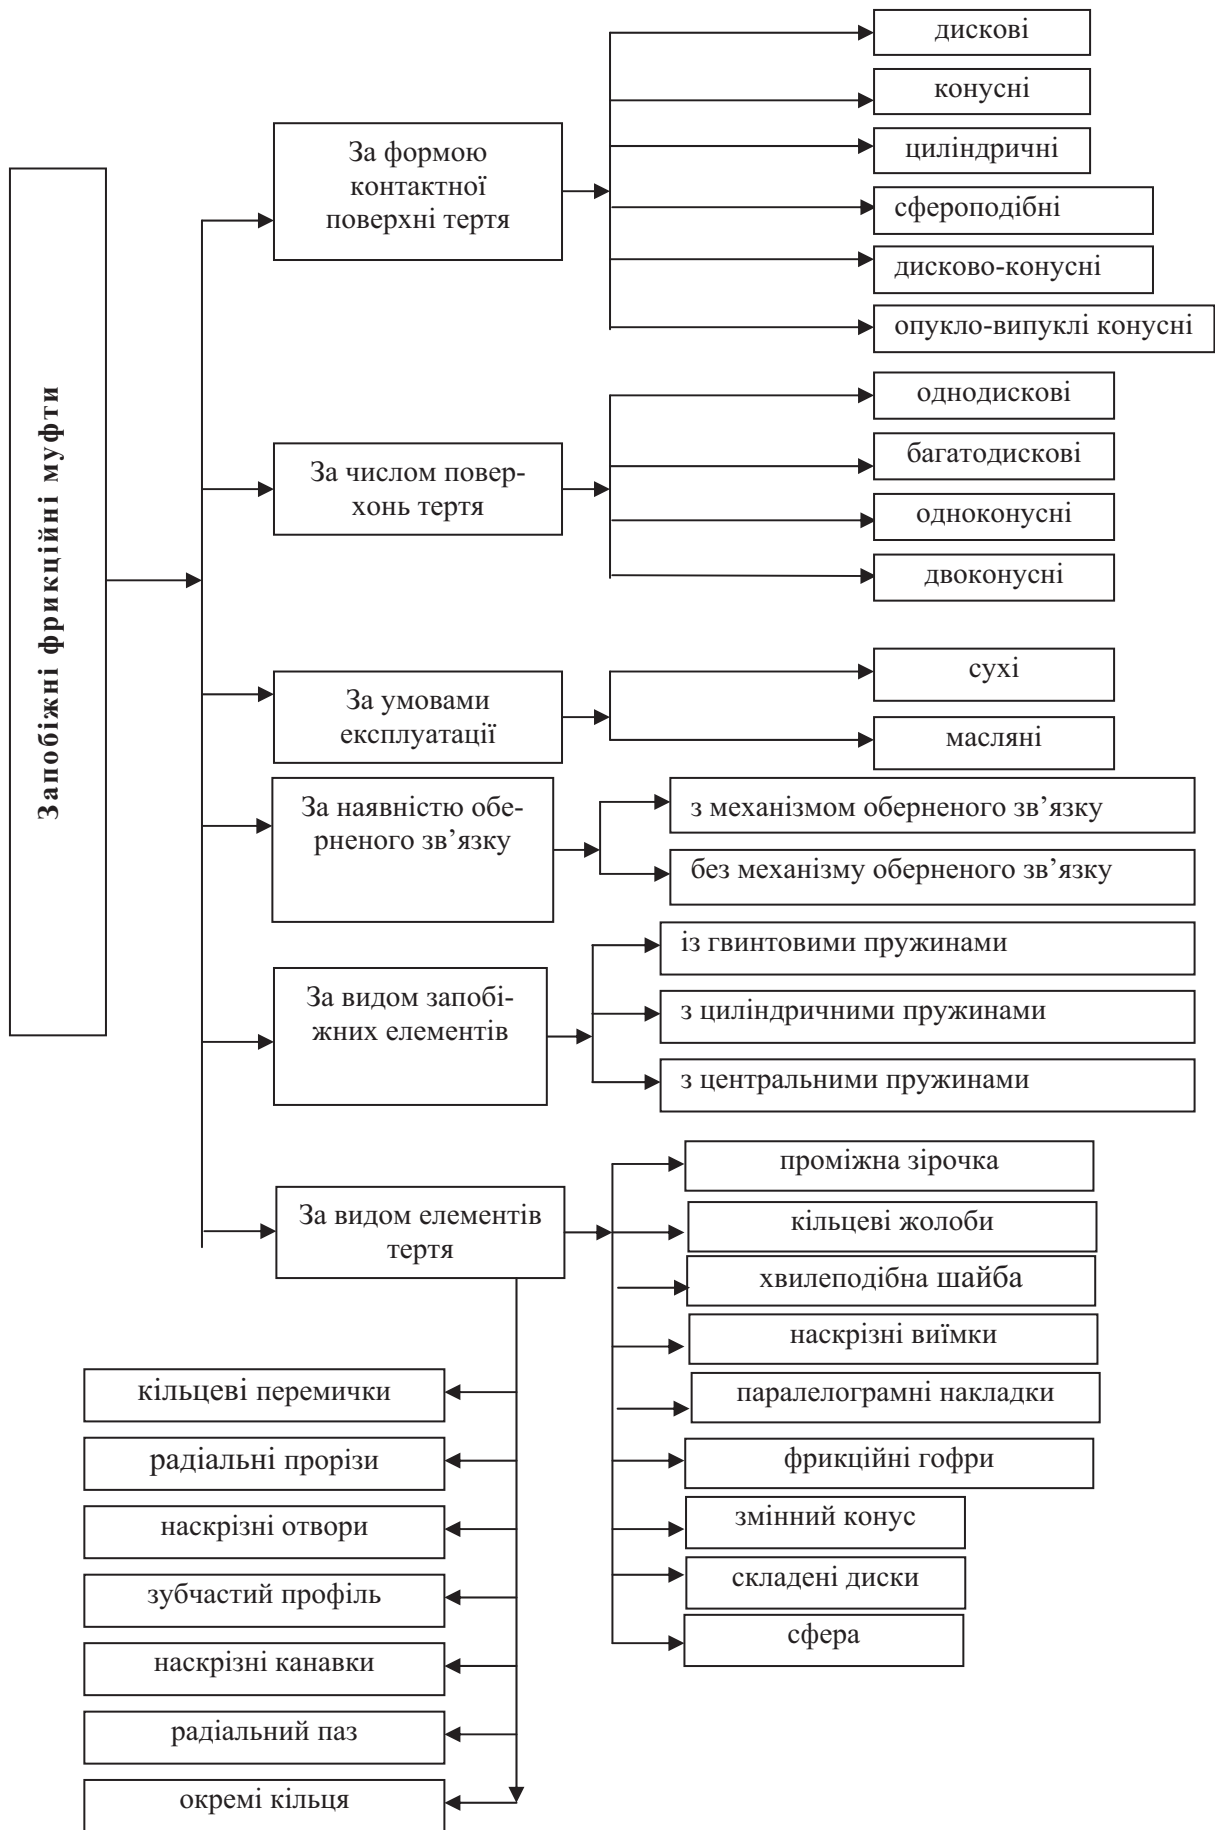 Запобіжні фрикційні муфти
За формою
контактної
поверхні тертя
дискові
конусні
циліндричні
сфероподібні
дисково-конусні
опукло-випуклі конусні
За числом повер-
хонь тертя
однодискові
багатодискові
одноконусні
двоконусні
За умовами
експлуатації
сухі
масляні
За наявністю обе-
рненого зв’язку
з механізмом оберненого зв’язку
без механізму оберненого зв’язку
За видом запобі-
жних елементів
із гвинтовими пружинами
з циліндричними пружинами
з центральними пружинами
За видом елементів
тертя
проміжна зірочка
кільцеві жолоби
хвилеподібна шайба
наскрізні виїмки
паралелограмні накладки
фрикційні гофри
змінний конус
складені диски
сфера
кільцеві перемички
радіальні прорізи
наскрізні отвори
зубчастий профіль
наскрізні канавки
радіальний паз
окремі кільця